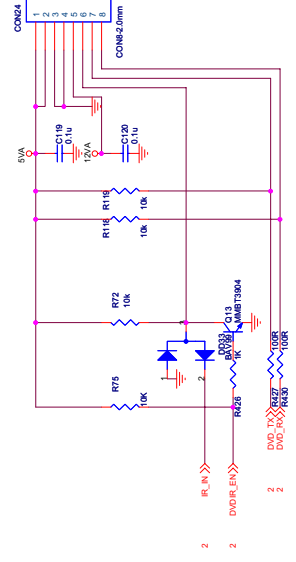 CON24
1
2
3
4
5
6
7
8
CON8-2.0mm
5VA
C119
0.1u
12VA
C120
0.1u
R119
10k
R118
10k
R72
10k
Q13
MMBT3904
3
DD33
BAV99
1
2
1K
R426
R75
10K
100R
100R
R427
R430
IR_IN
2
DVDIR_EN
2
DVD_TX
2
DVD_RX
2